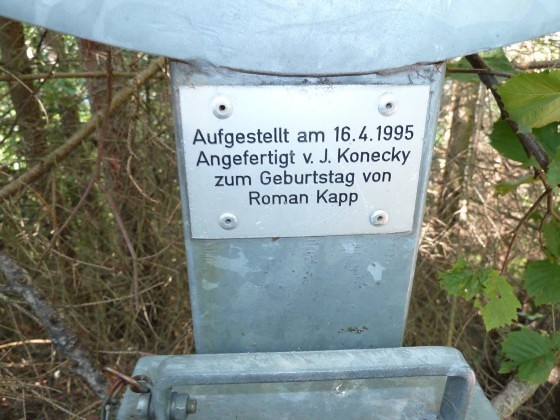 Aufgestellt am 16.4.1995
Angefertigt v. J. Konecky
zum Geburtstag von
Roman Kapp